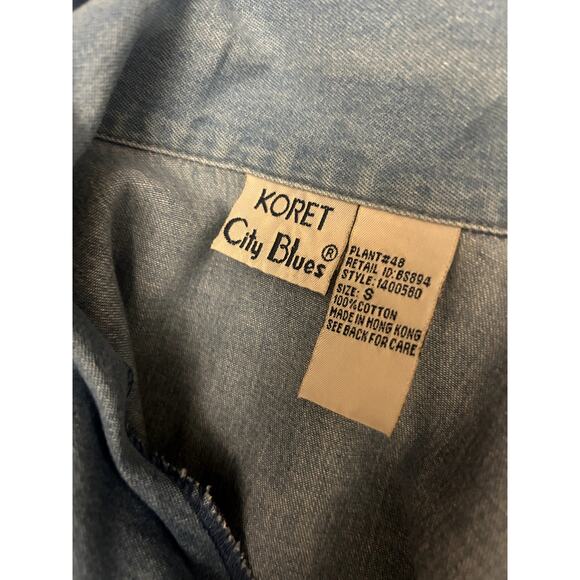 KORET
City Blues®
PLANT#48
RETAIL ID:BS894
STYLE:1400580
SIZE: S
100%COTTON
MADE IN HONG KONG
SEE BACK FOR CARE